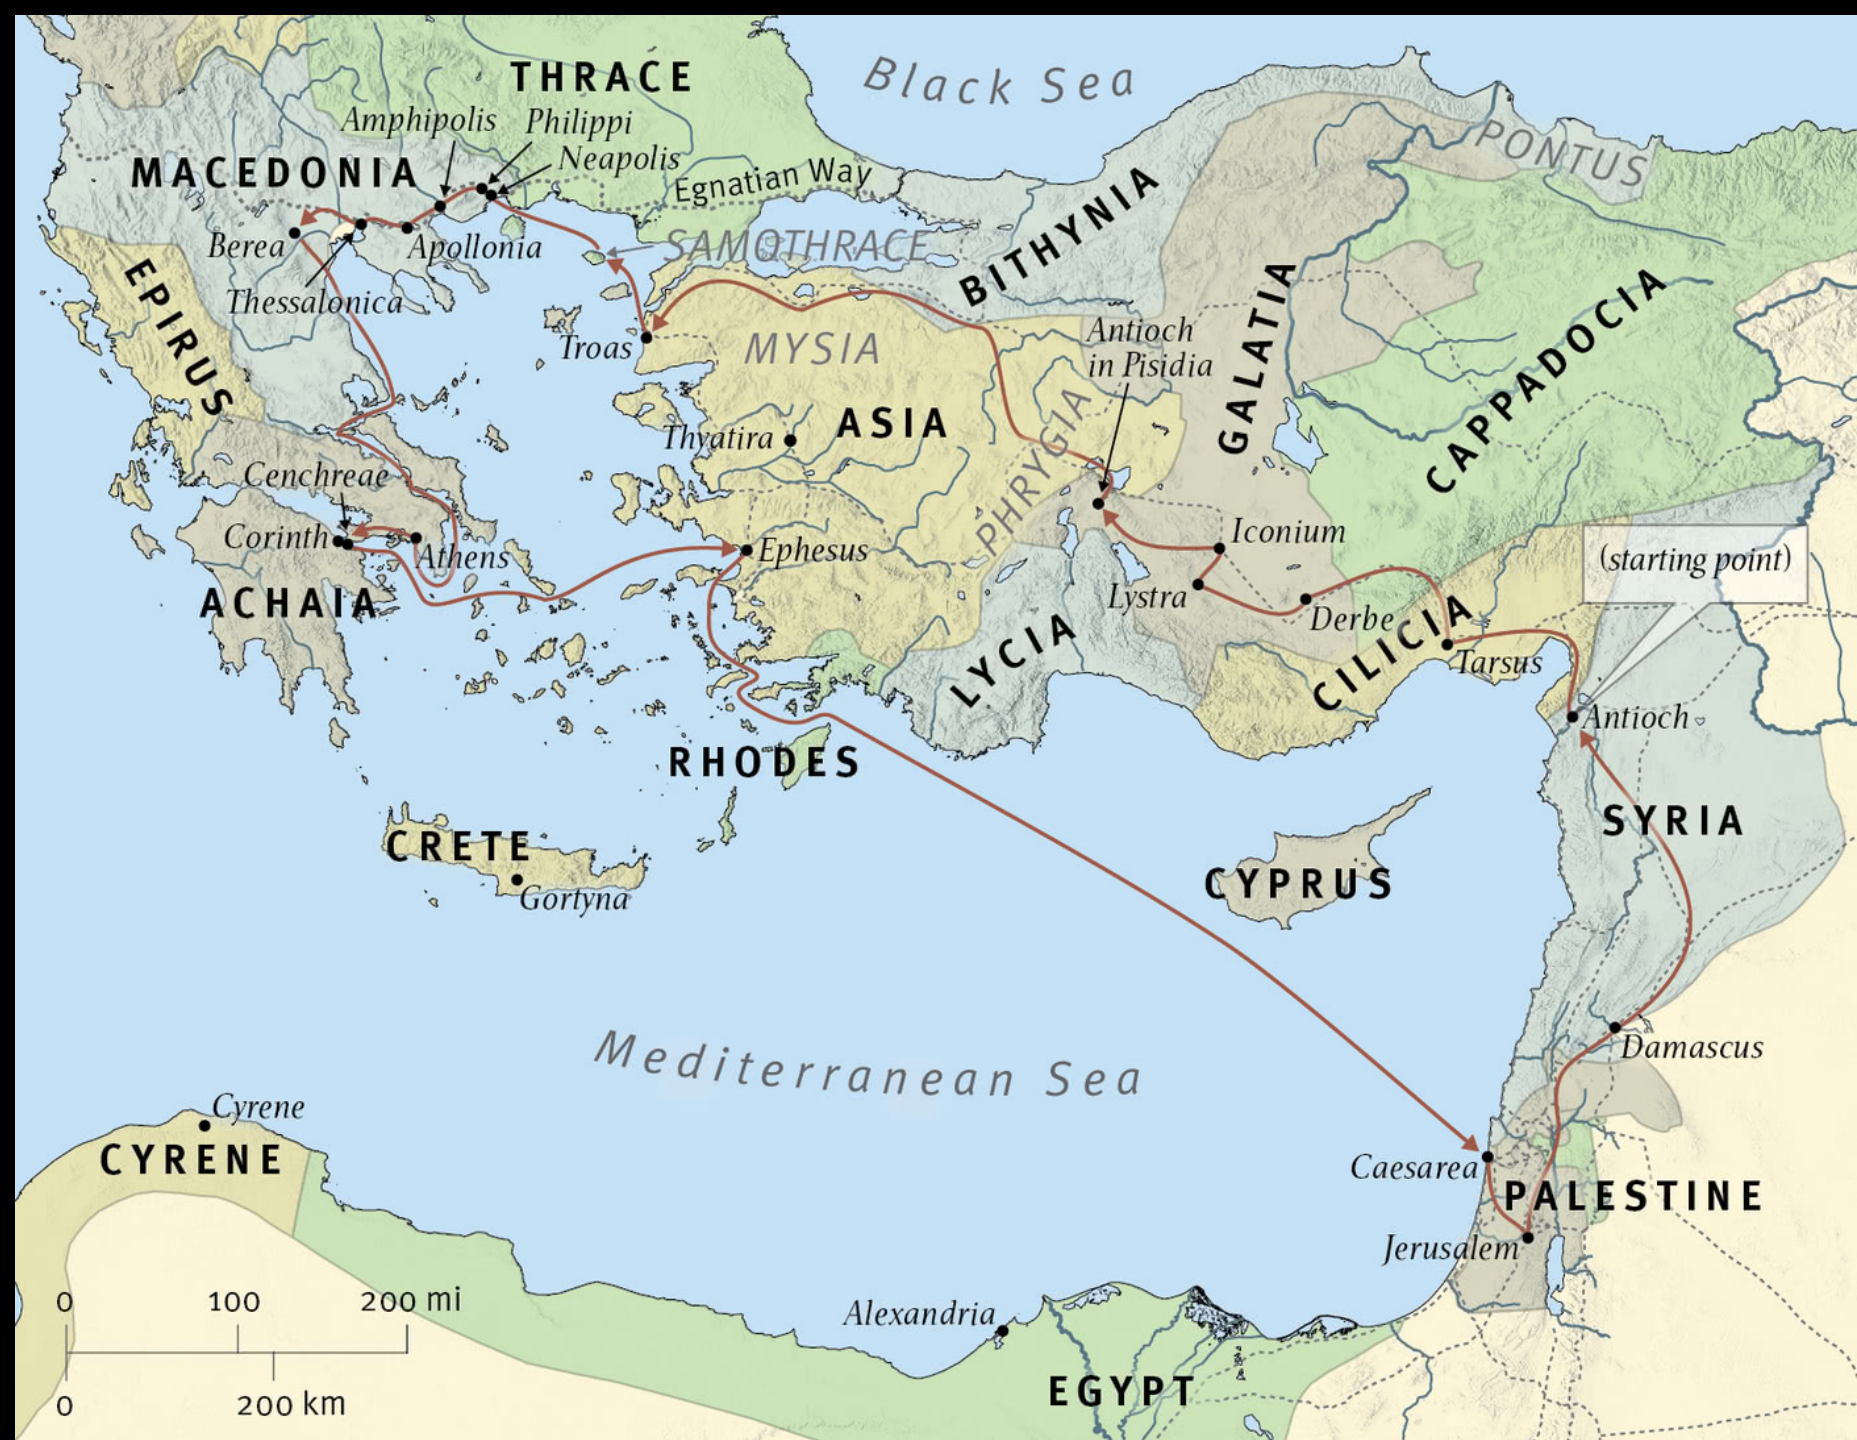 THRACE
Black Sea
Amphipolis
Philippi
Neapolis
MACEDONIA
Egnatian Way
PONTUS
Berea
Apollonia
SAMOTHRACE
BITHYNIA
Thessalonica
EPIRUS
Troas
MYSIA
Antioch
in Pisidia
GALATIA
CAPPADOCIA
Thyatira
ASIA
PHRYGIA
Cenchreae
Corinth
Athens
Ephesus
Iconium
(starting point)
ACHAIA
Lystra
Derbe
LYCIA
CILICIA
Tarsus
Antioch
RHODES
SYRIA
CRETE
Gortyna
CYPRUS
Mediterranean Sea
Damascus
Cyrene
CYRENE
Caesarea
PALESTINE
Jerusalem
0 100 200 mi
Alexandria
0 200 km
EGYPT